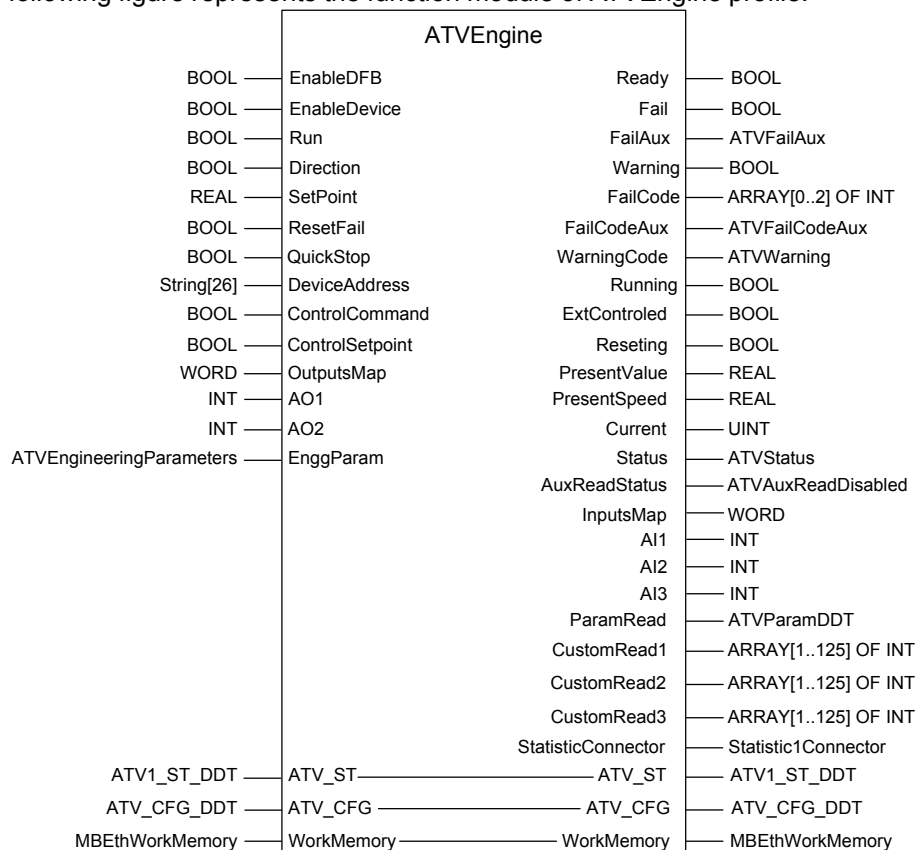 following figure represents the function module of ATVEngine profile.
ATVEngine
BOOL EnableDFB Ready BOOL
BOOL EnableDevice Fail BOOL
BOOL Run FailAux ATVFailAux
BOOL Direction Warning BOOL
REAL SetPoint FailCode ARRAY[0..2] OF INT
BOOL ResetFail FailCodeAux ATVFailCodeAux
BOOL QuickStop WarningCode ATVWarning
String[26] DeviceAddress Running BOOL
BOOL ControlCommand ExtControled BOOL
BOOL ControlSetpoint Reseting BOOL
WORD OutputsMap PresentValue REAL
INT AO1 PresentSpeed REAL
INT AO2 Current UINT
ATVEngineeringParameters EnggParam Status ATVStatus
AuxReadStatus ATVAuxReadDisabled
InputsMap WORD
AI1 INT
AI2 INT
AI3 INT
ParamRead ATVParamDDT
CustomRead1 ARRAY[1..125] OF INT
CustomRead2 ARRAY[1..125] OF INT
CustomRead3 ARRAY[1..125] OF INT
StatisticConnector Statistic1Connector
ATV1_ST_DDT ATV_ST ATV_ST ATV1_ST_DDT
ATV_CFG_DDT ATV_CFG ATV_CFG ATV_CFG_DDT
MBEthWorkMemory WorkMemory WorkMemory MBEthWorkMemory